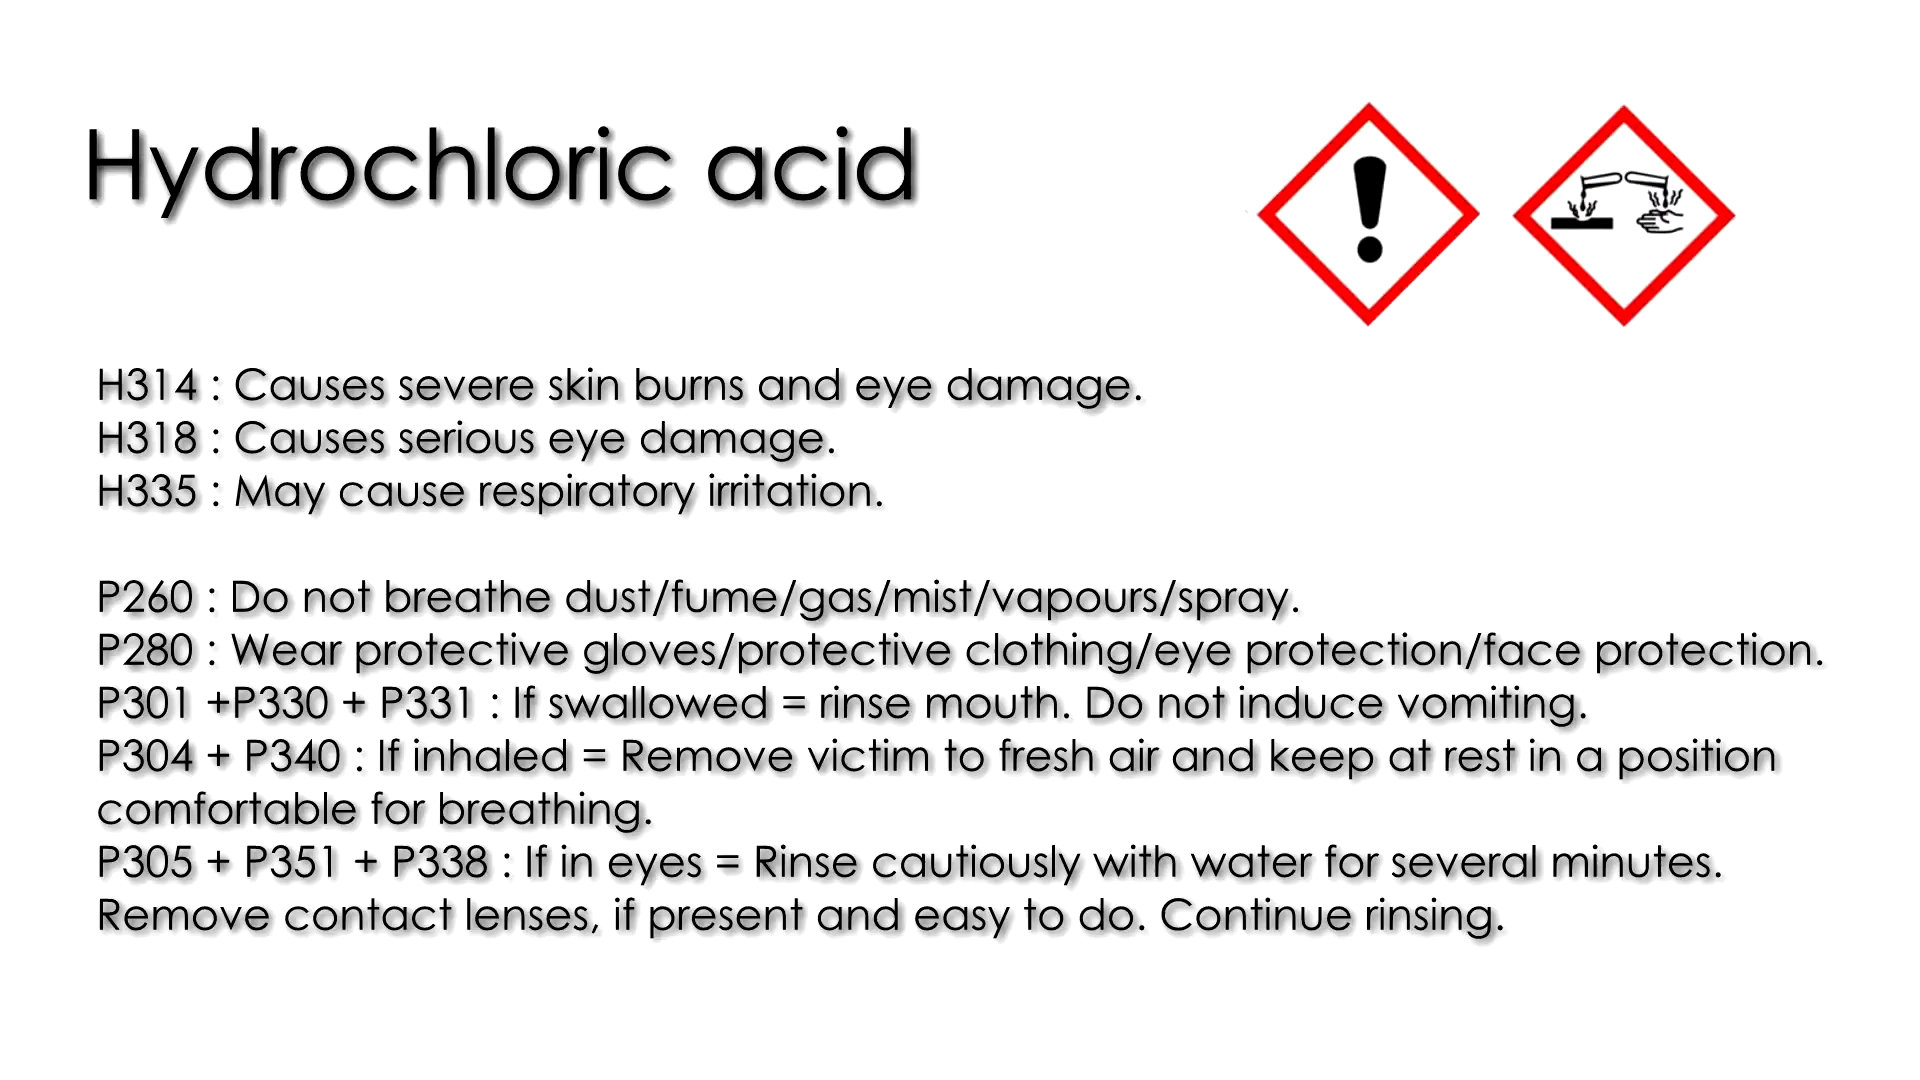 Hydrochloric acid
H314 : Causes severe skin burns and eye damage.
H318 : Causes serious eye damage.
H335 : May cause respiratory irritation.
P260 : Do not breathe dust/fume/gas/mist/vapours/spray.
P280 : Wear protective gloves/protective clothing/eye protection/face protection.
P301 +P330 + P331 : If swallowed = rinse mouth. Do not induce vomiting.
P304 + P340 : If inhaled = Remove victim to fresh air and keep at rest in a position
comfortable for breathing.
P305 + P351 + P338 : If in eyes = Rinse cautiously with water for several minutes.
Remove contact lenses, if present and easy to do. Continue rinsing.